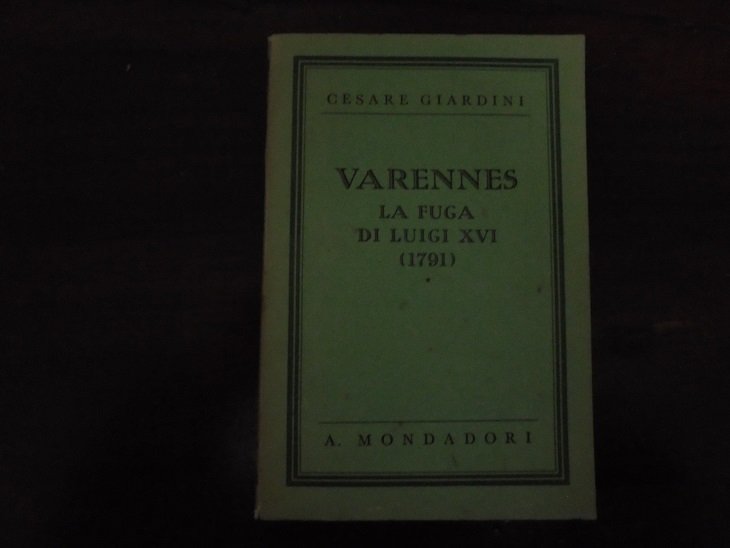 CESARE GIARDINI
VARENNES
LA FUGA
DI LUIGI XVI
(1791)
A. MONDADORI